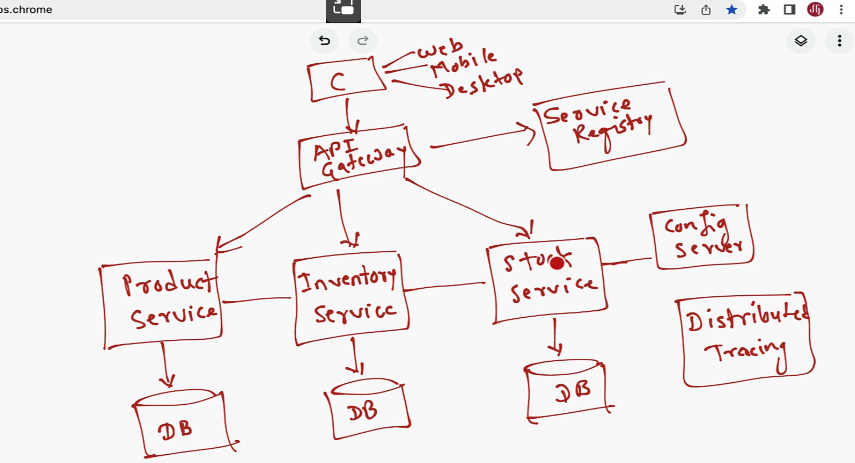 os.chrome
Web
Mobile
Desktop
C
Service
Registry
API
Gateway
Config
Server
Product
Service
Inventory
Service
Stock
Service
Distributed
Tracing
DB
DB
DB